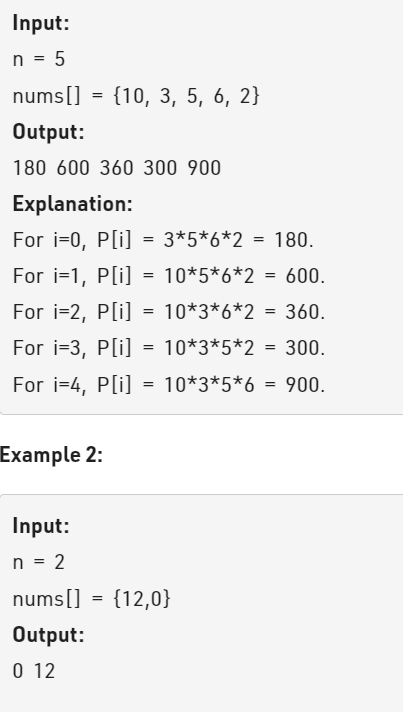 Input:
n = 5
nums[] = {10, 3, 5, 6, 2}
Output:
180 600 360 300 900
Explanation:
For i=0, P[i] = 3*5*6*2 = 180.
For i=1, P[i] = 10*5*6*2 = 600.
For i=2, P[i] = 10*3*6*2 = 360.
For i=3, P[i] = 10*3*5*2 = 300.
For i=4, P[i] = 10*3*5*6 = 900.
Example 2:
Input:
n = 2
nums[] = {12,0}
Output:
0 12